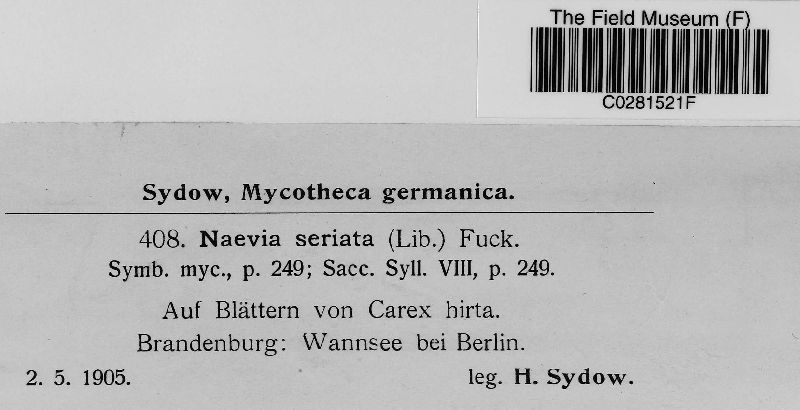 The Field Museum (F)
C0281521F
Sydow, Mycotheca germanica.
408. Naevia seriata (Lib.) Fuck.
Symb. myc., p. 249; Sacc. Syll. VIII, p. 249.
Auf Blättern von Carex hirta.
Brandenburg: Wannsee bei Berlin.
2. 5. 1905. leg. H. Sydow.